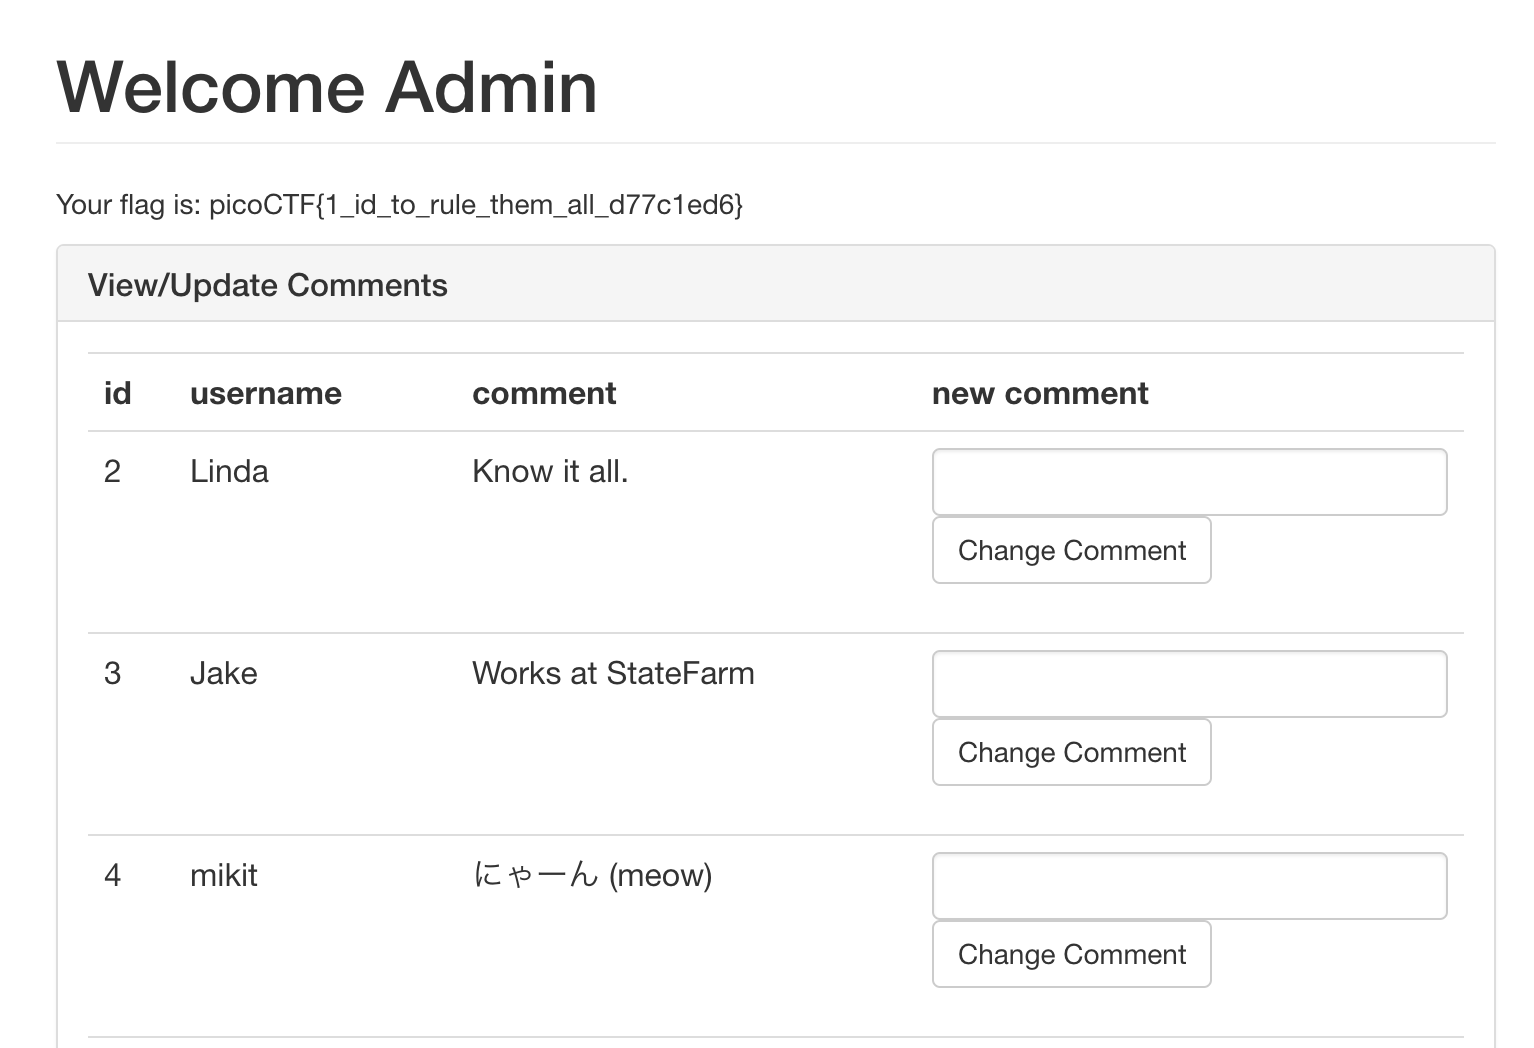 Welcome Admin
Your flag is: picoCTF{1_id_to_rule_them_all_d77c1ed6}
View/Update Comments
id username comment new comment
2 Linda Know it all.
Change Comment
3 Jake Works at StateFarm
Change Comment
4 mikit にゃーん (meow)
Change Comment